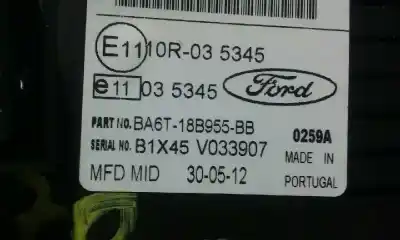 E11 10R-03 5345
e11 03 5345
Ford
PART NO. BA6T-18B955-BB
0259A
SERIAL NO. B1X45 V033907
MADE IN
MFD MID 30-05-12
PORTUGAL